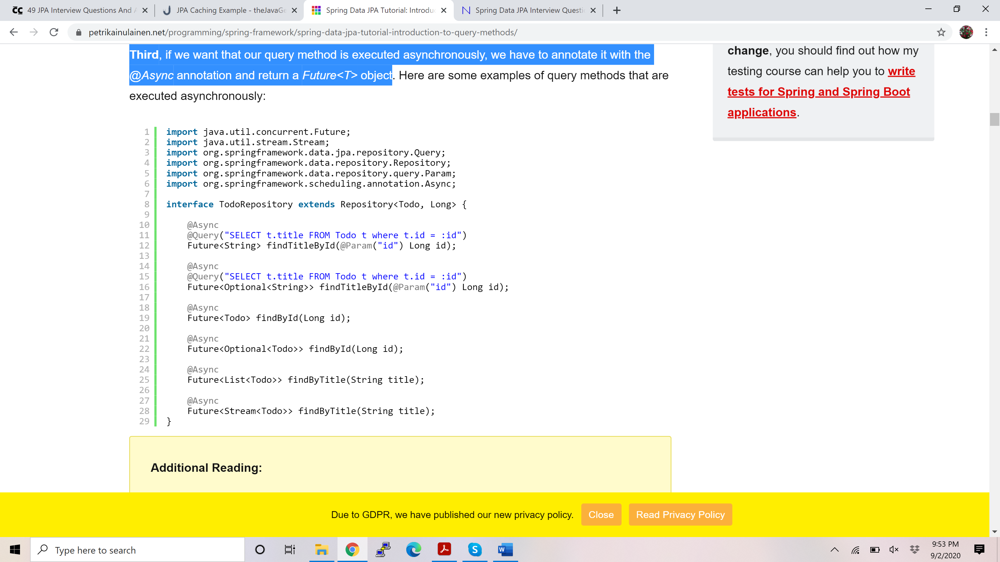 49 JPA Interview Questions And A
JPA Caching Example - theJavaGe
Spring Data JPA Tutorial: Introduc
Spring Data JPA Interview Questio
petrikainulainen.net/programming/spring-framework/spring-data-jpa-tutorial-introduction-to-query-methods/
Third, if we want that our query method is executed asynchronously, we have to annotate it with the
@Async annotation and return a Future<T> object. Here are some examples of query methods that are
executed asynchronously:
change, you should find out how my
testing course can help you to write
tests for Spring and Spring Boot
applications.
1 import java.util.concurrent.Future;
2 import java.util.stream.Stream;
3 import org.springframework.data.jpa.repository.Query;
4 import org.springframework.data.repository.Repository;
5 import org.springframework.data.repository.query.Param;
6 import org.springframework.scheduling.annotation.Async;
7
8 interface TodoRepository extends Repository<Todo, Long> {
9
10 @Async
11 @Query("SELECT t.title FROM Todo t where t.id = :id")
12 Future<String> findTitleById(@Param("id") Long id);
13
14 @Async
15 @Query("SELECT t.title FROM Todo t where t.id = :id")
16 Future<Optional<String>> findTitleById(@Param("id") Long id);
17
18 @Async
19 Future<Todo> findById(Long id);
20
21 @Async
22 Future<Optional<Todo>> findById(Long id);
23
24 @Async
25 Future<List<Todo>> findByTitle(String title);
26
27 @Async
28 Future<Stream<Todo>> findByTitle(String title);
29 }
Additional Reading:
Due to GDPR, we have published our new privacy policy. Close Read Privacy Policy
Type here to search
9:53 PM
9/2/2020